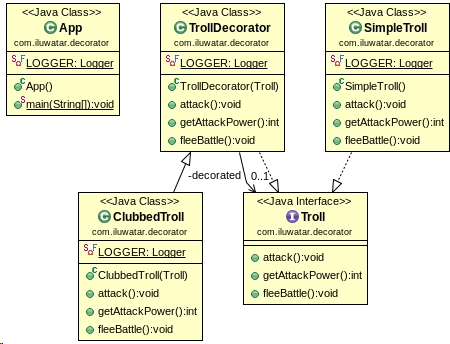 <<Java Class>>
App
com.iluwatar.decorator
LOGGER: Logger
App()
main(String[]):void
<<Java Class>>
TrollDecorator
com.iluwatar.decorator
LOGGER: Logger
TrollDecorator(Troll)
attack():void
getAttackPower():int
fleeBattle():void
<<Java Class>>
SimpleTroll
com.iluwatar.decorator
LOGGER: Logger
SimpleTroll()
attack():void
getAttackPower():int
fleeBattle():void
-decorated
0..1
<<Java Class>>
ClubbedTroll
com.iluwatar.decorator
LOGGER: Logger
ClubbedTroll(Troll)
attack():void
getAttackPower():int
fleeBattle():void
<<Java Interface>>
Troll
com.iluwatar.decorator
attack():void
getAttackPower():int
fleeBattle():void